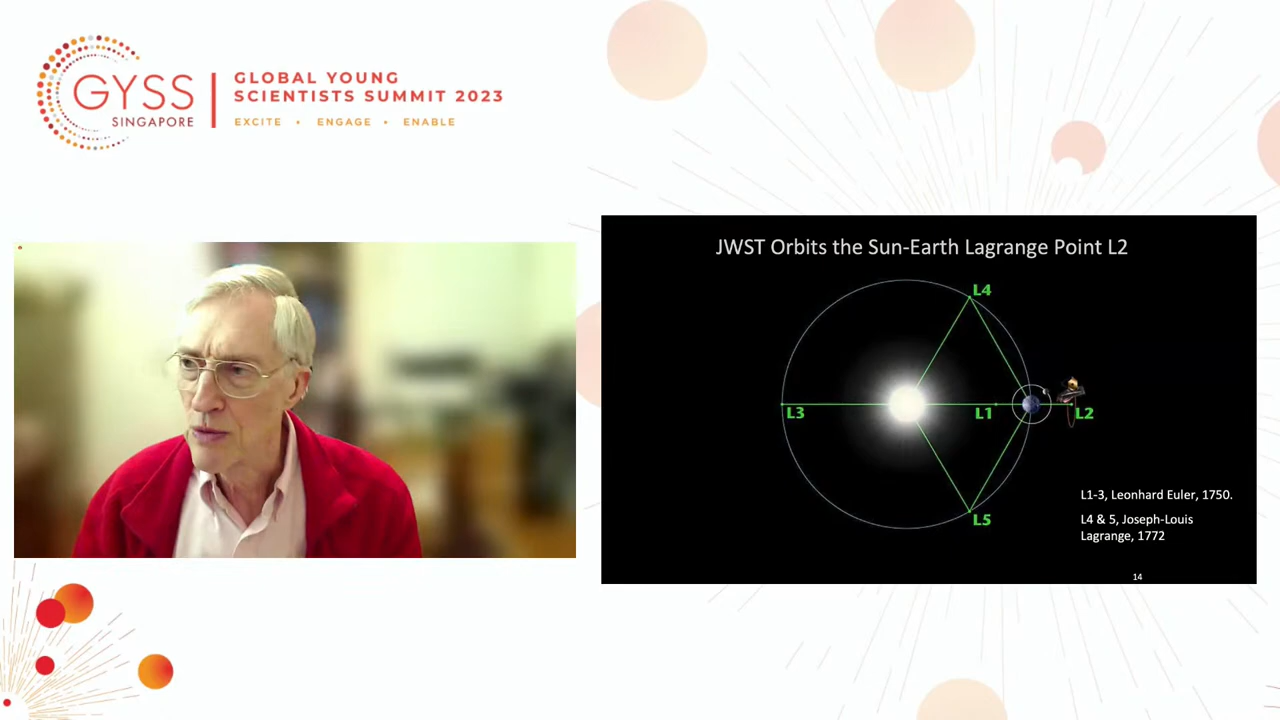 GYSS
SINGAPORE
GLOBAL YOUNG
SCIENTISTS SUMMIT 2023
EXCITE • ENGAGE • ENABLE
JWST Orbits the Sun-Earth Lagrange Point L2
L4
L3
L1
L2
L5
L1-3, Leonhard Euler, 1750.
L4 & 5, Joseph-Louis
Lagrange, 1772
14